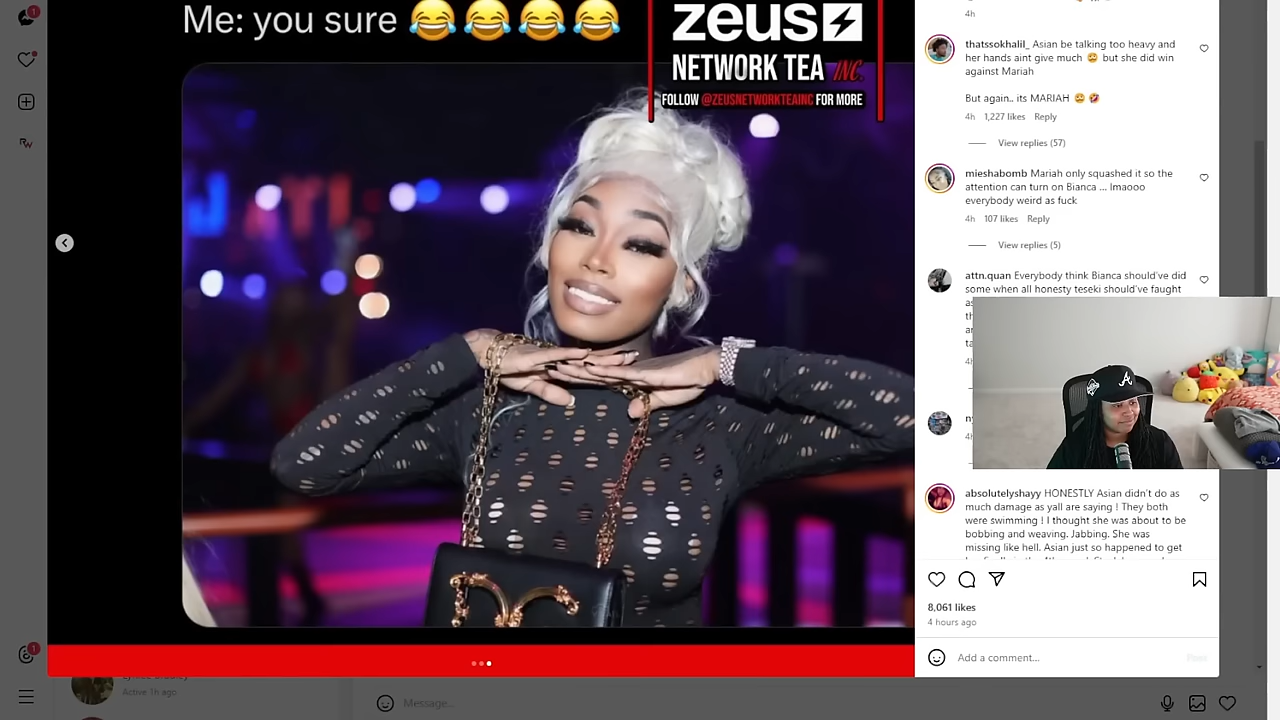 Me: you sure 😂😂😂😂
zeus
NETWORK TEA INC.
FOLLOW @ZEUSNETWORKTEAINC FOR MORE
4h
thatssokhalil_ Asian be talking too heavy and
her hands aint give much 😩 but she did win
against Mariah
But again.. its MARIAH 😩 🤣
4h 1,227 likes Reply
View replies (57)
mieshabomb Mariah only squashed it so the
attention can turn on Bianca ... lmaooo
everybody weird as fuck
4h 107 likes Reply
View replies (5)
attn.quan Everybody think Bianca should've did
some when all honesty teseki should've faught
absolutelyshayy HONESTLY Asian didn't do as
much damage as yall are saying ! They both
were swimming ! I thought she was about to be
bobbing and weaving. Jabbing. She was
missing like hell. Asian just so happened to get
8,061 likes
4 hours ago
Add a comment...
Post
Active 1h ago
Message...